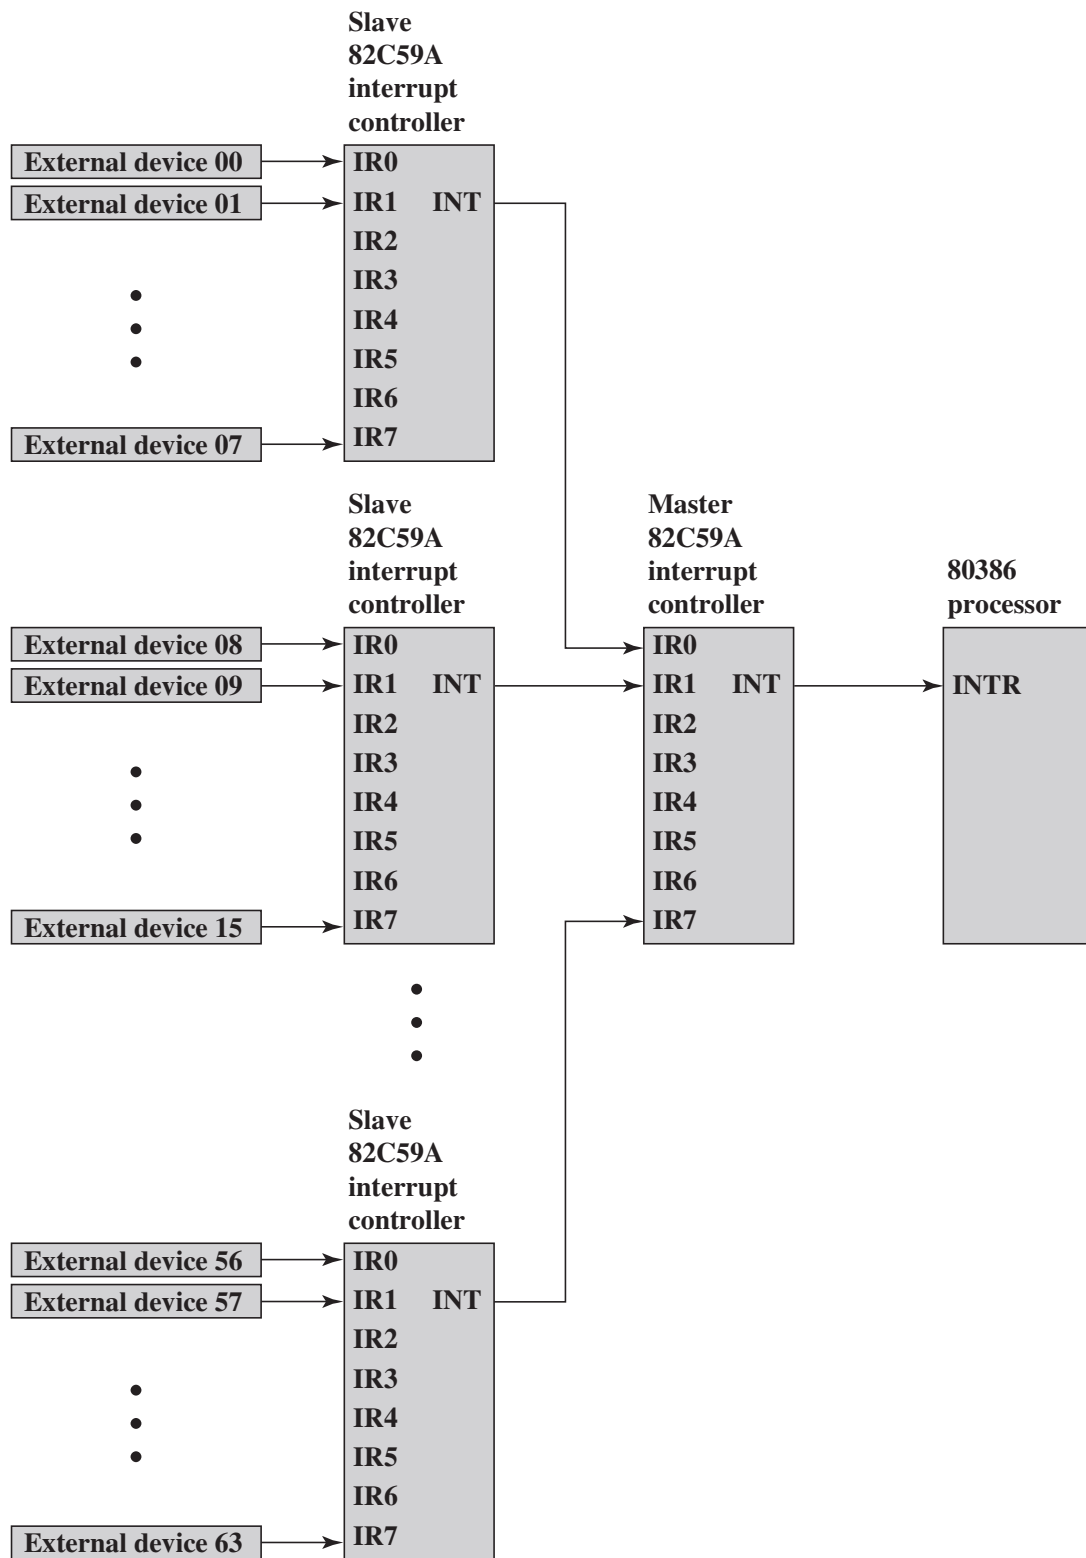 Slave
82C59A
interrupt
controller
External device 00
External device 01
External device 07
IR0
IR1 INT
IR2
IR3
IR4
IR5
IR6
IR7
Slave
82C59A
interrupt
controller
External device 08
External device 09
External device 15
IR0
IR1 INT
IR2
IR3
IR4
IR5
IR6
IR7
Master
82C59A
interrupt
controller
IR0
IR1 INT
IR2
IR3
IR4
IR5
IR6
IR7
80386
processor
INTR
Slave
82C59A
interrupt
controller
External device 56
External device 57
External device 63
IR0
IR1 INT
IR2
IR3
IR4
IR5
IR6
IR7